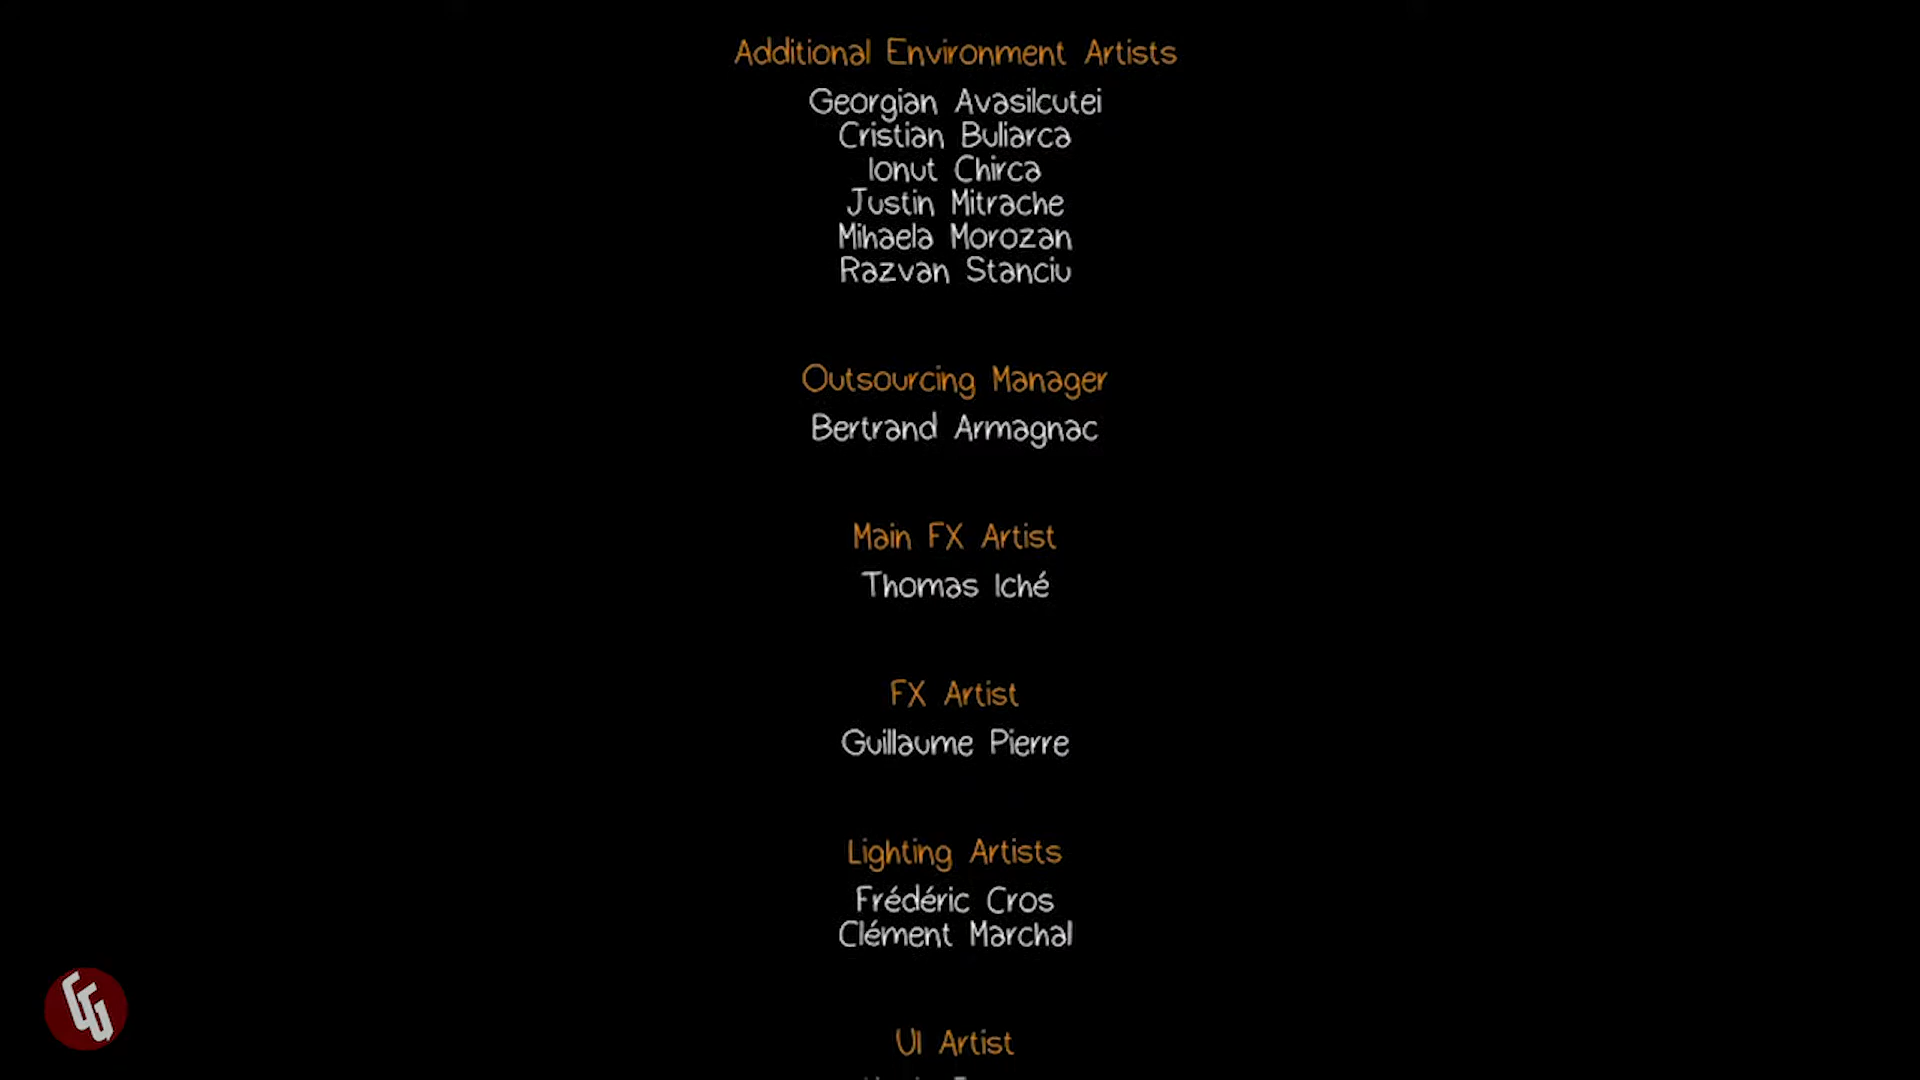 Additional Environment Artists
Georgian Avasilcutei
Cristian Buliarca
Ionut Chirca
Justin Mitrache
Mihaela Morozan
Razvan Stanciu
Outsourcing Manager
Bertrand Armagnac
Main FX Artist
Thomas Iché
FX Artist
Guillaume Pierre
Lighting Artists
Frédéric Cros
Clément Marchal
UI Artist